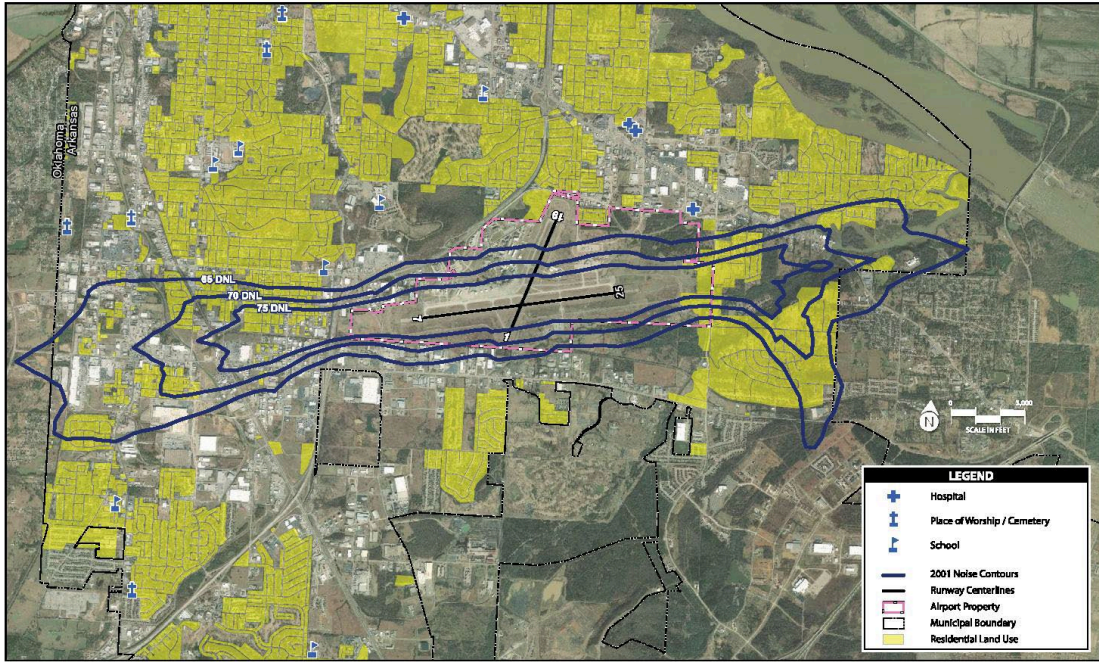 Oklahoma
Arkansas
65 DNL
70 DNL
75 DNL
19
25
7
1
N
0 3,000
SCALE IN FEET
LEGEND
Hospital
Place of Worship / Cemetery
School
2001 Noise Contours
Runway Centerlines
Airport Property
Municipal Boundary
Residential Land Use